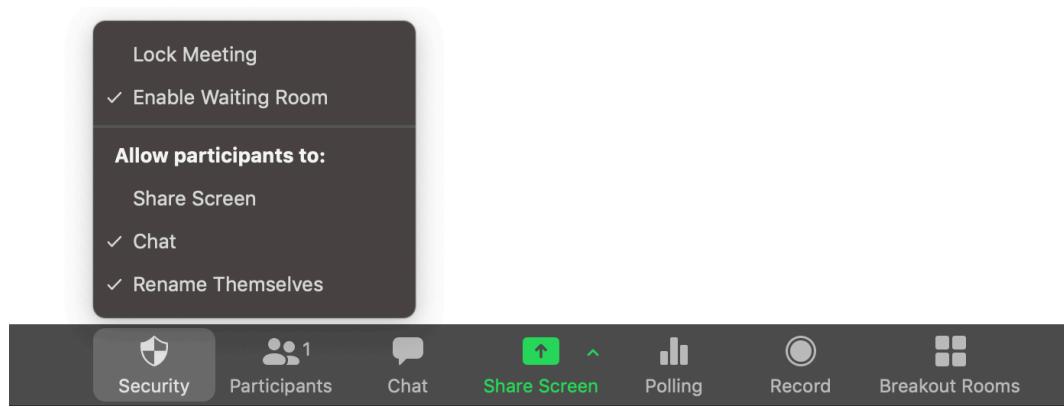 Lock Meeting
✓ Enable Waiting Room
Allow participants to:
Share Screen
✓ Chat
✓ Rename Themselves
1
Security Participants Chat Share Screen Polling Record Breakout Rooms